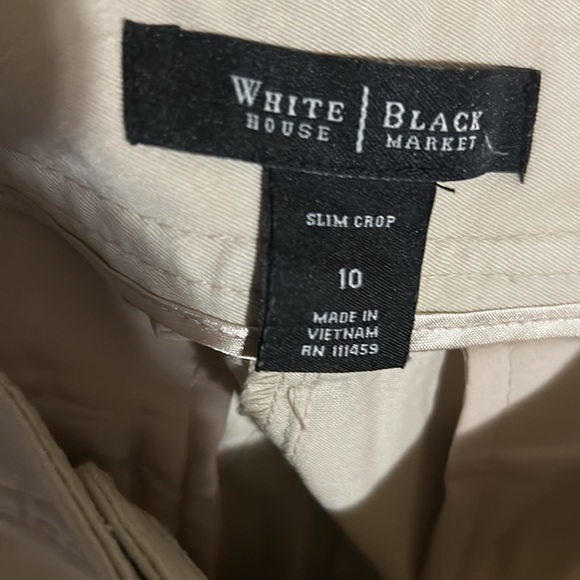 WHITE HOUSE | BLACK MARKET
SLIM CROP
10
MADE IN
VIETNAM
RN 111459